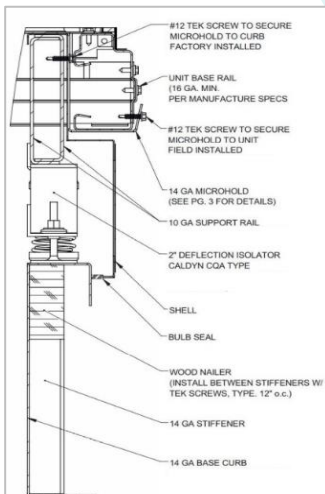 #12 TEK SCREW TO SECURE
MICROHOLD TO CURB
FACTORY INSTALLED
UNIT BASE RAIL
(16 GA. MIN.
PER MANUFACTURE SPECS
#12 TEK SCREW TO SECURE
MICROHOLD TO UNIT
FIELD INSTALLED
14 GA MICROHOLD
(SEE PG. 3 FOR DETAILS)
10 GA SUPPORT RAIL
2" DEFLECTION ISOLATOR
CALDYN CQA TYPE
SHELL
BULB SEAL
WOOD NAILER
(INSTALL BETWEEN STIFFENERS W/
TEK SCREWS, TYPE. 12" o.c.)
14 GA STIFFENER
14 GA BASE CURB